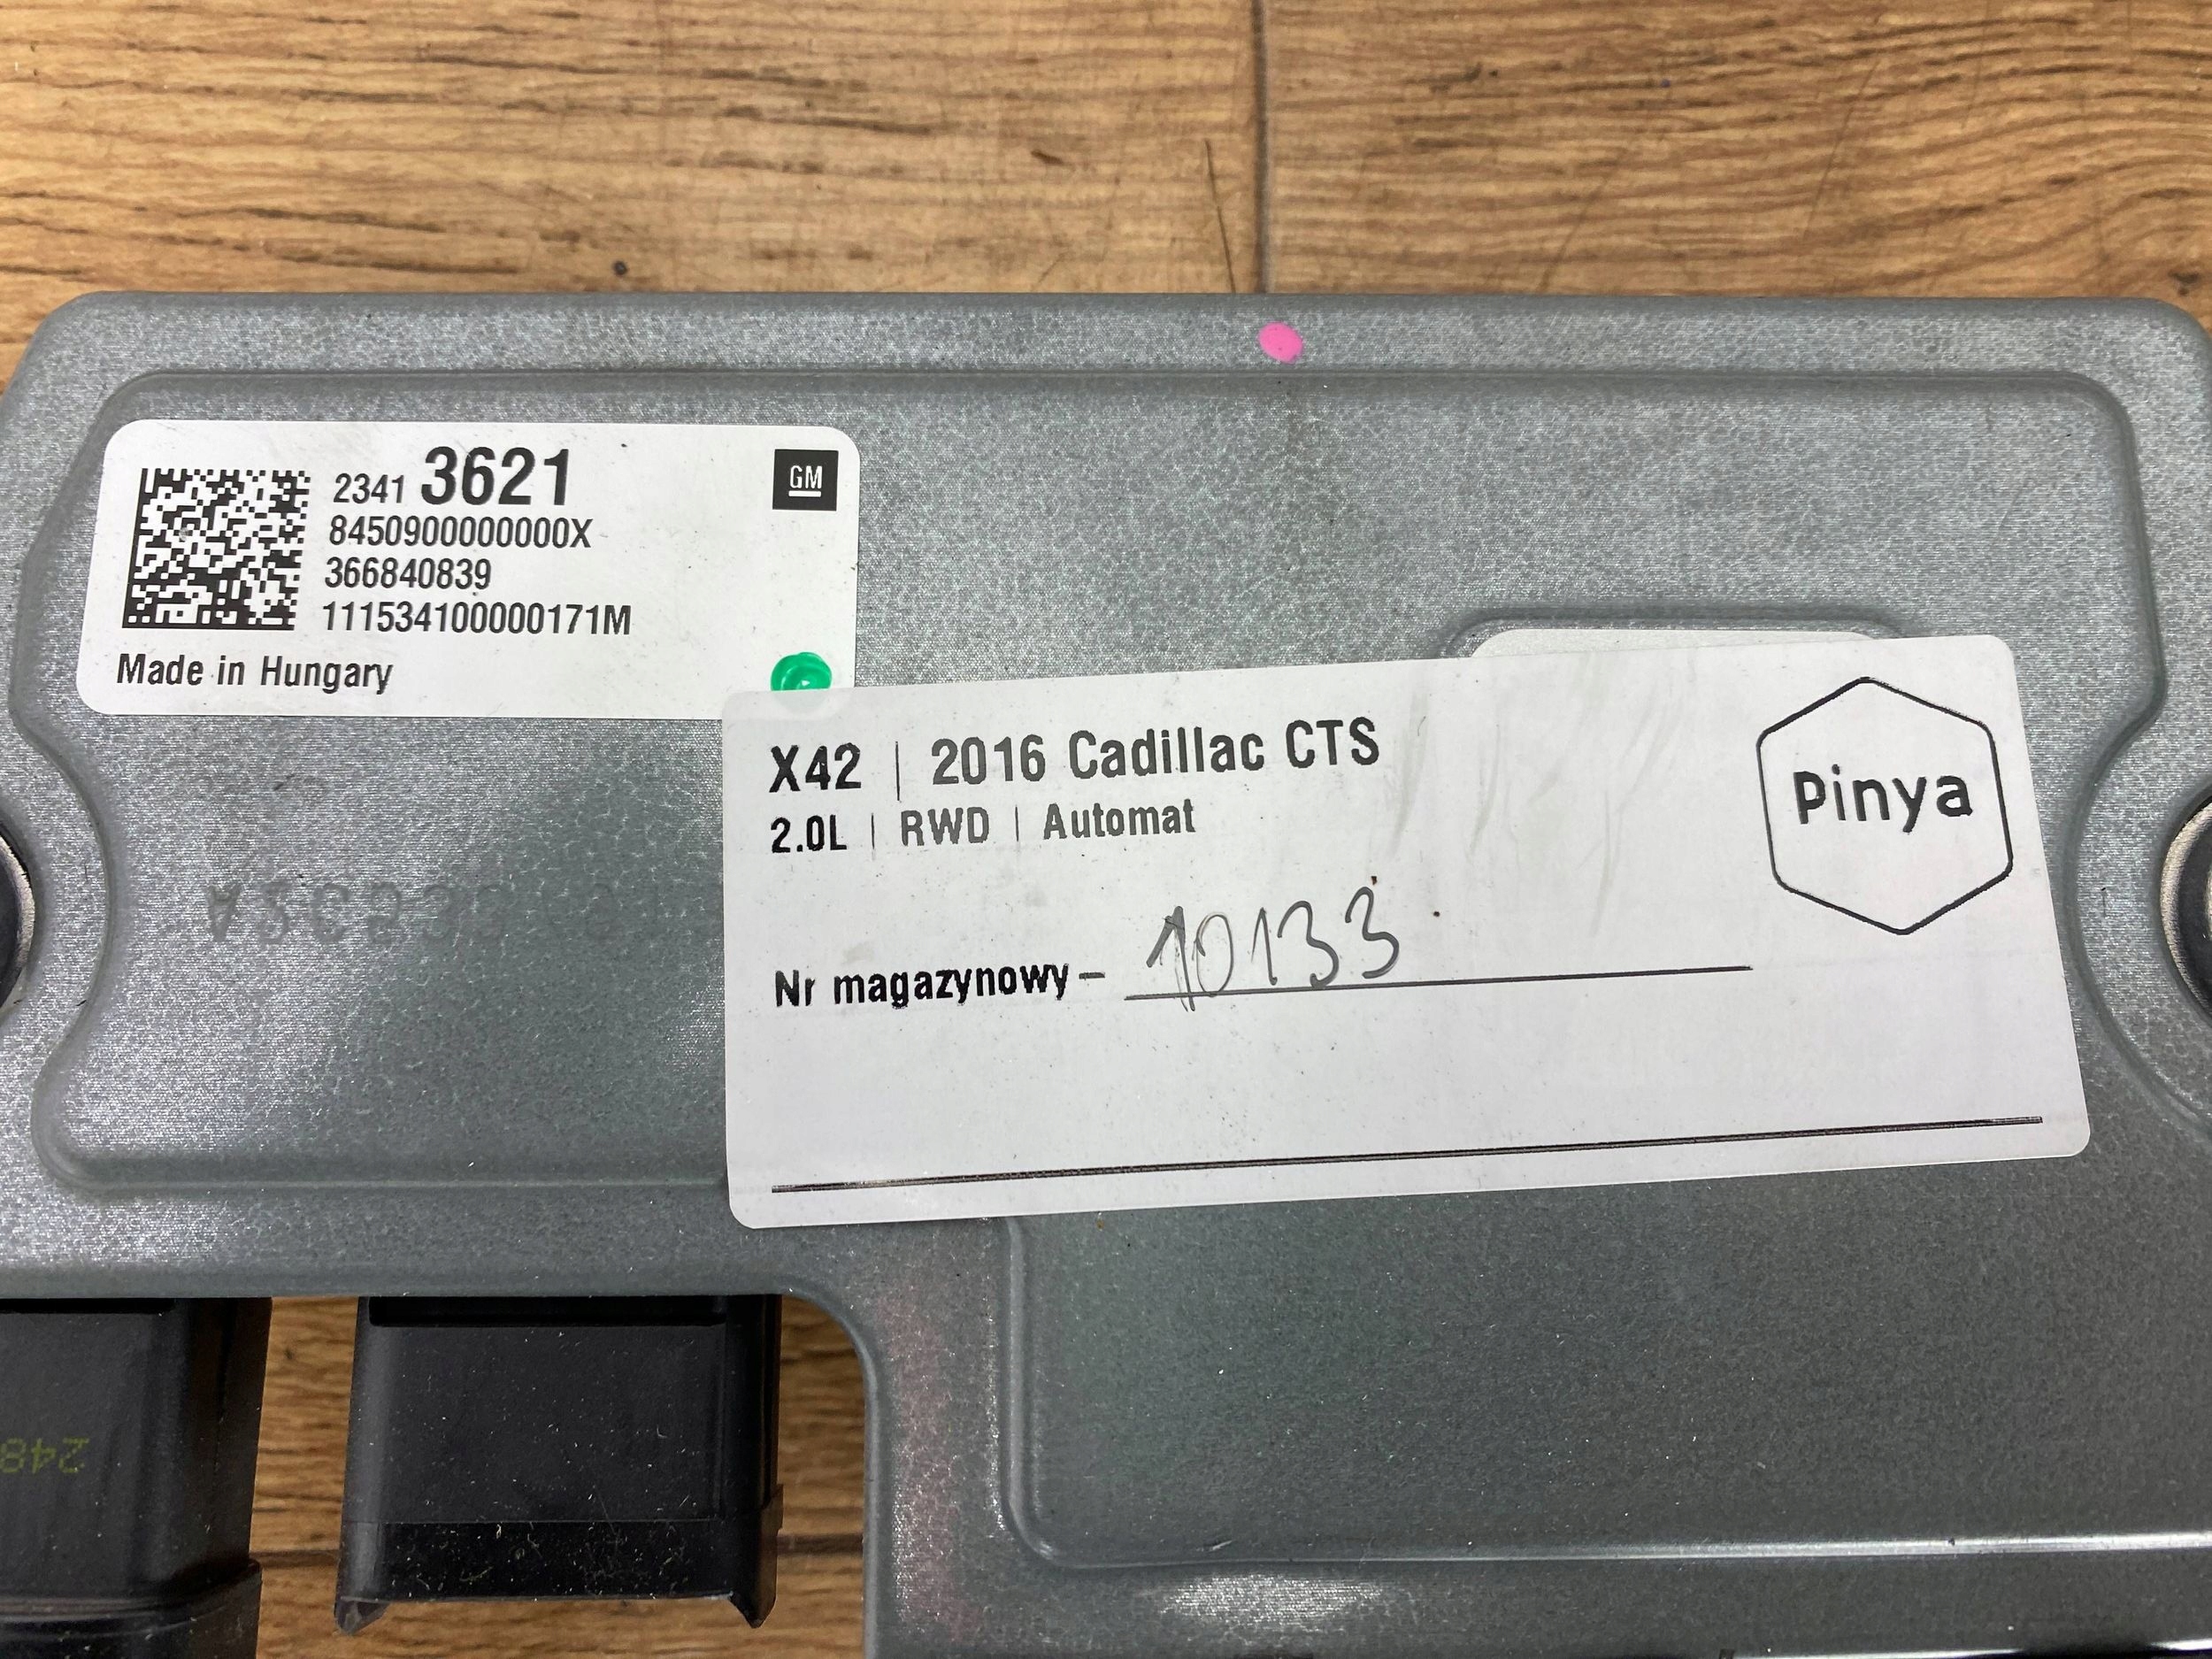 2341 3621
GM
8450900000000X
366840839
111534100000171M
Made in Hungary
X42 | 2016 Cadillac CTS
2.0L | RWD | Automat
Pinya
Nr magazynowy – 10133
248